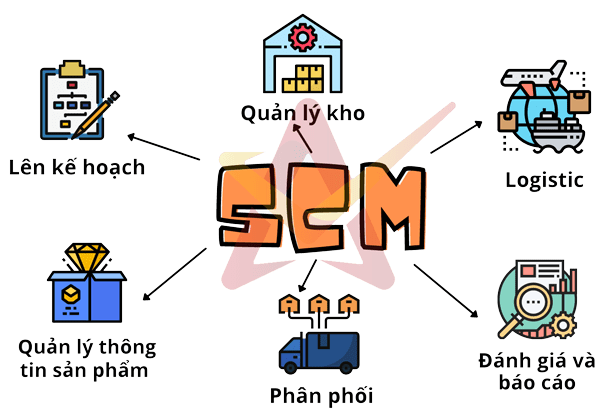 Quản lý kho
Lên kế hoạch
Logistic
SCM
Quản lý thông
tin sản phẩm
Phân phối
Đánh giá và
báo cáo